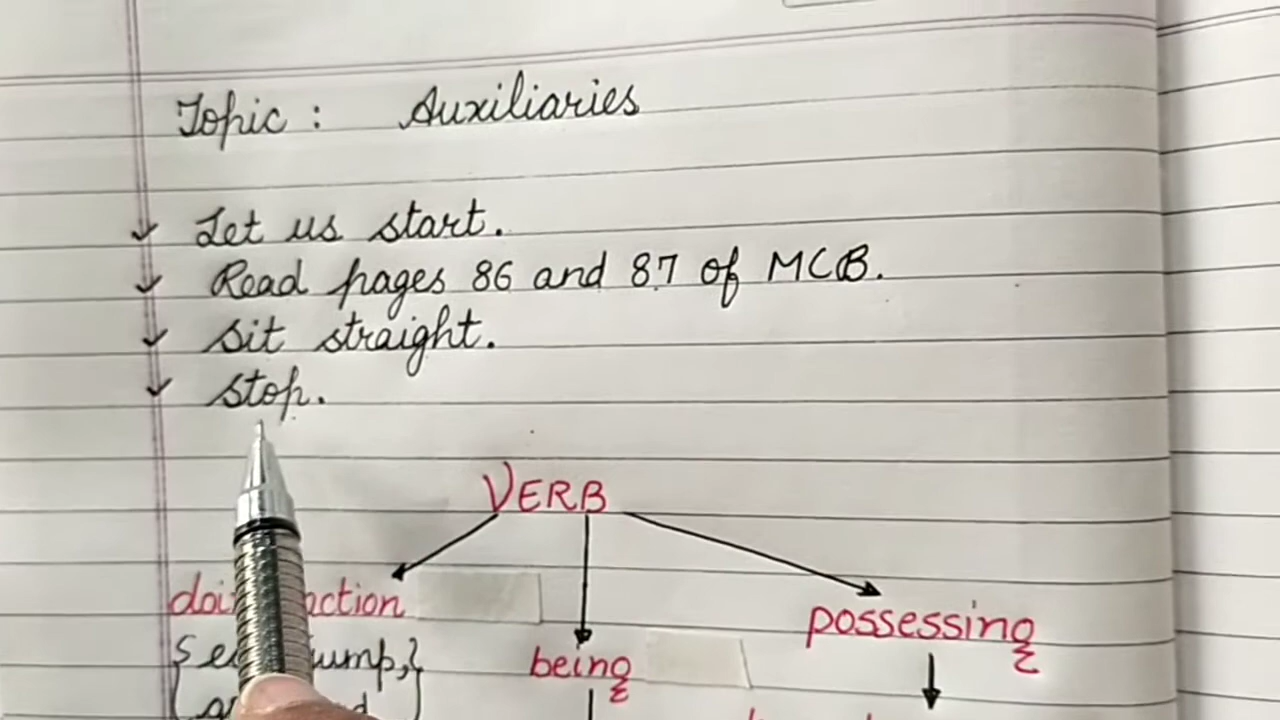 Topic : Auxiliaries
Let us start.
Read pages 86 and 87 of MCB.
Sit straight.
Stop.
VERB
action
possessing
being
jump,